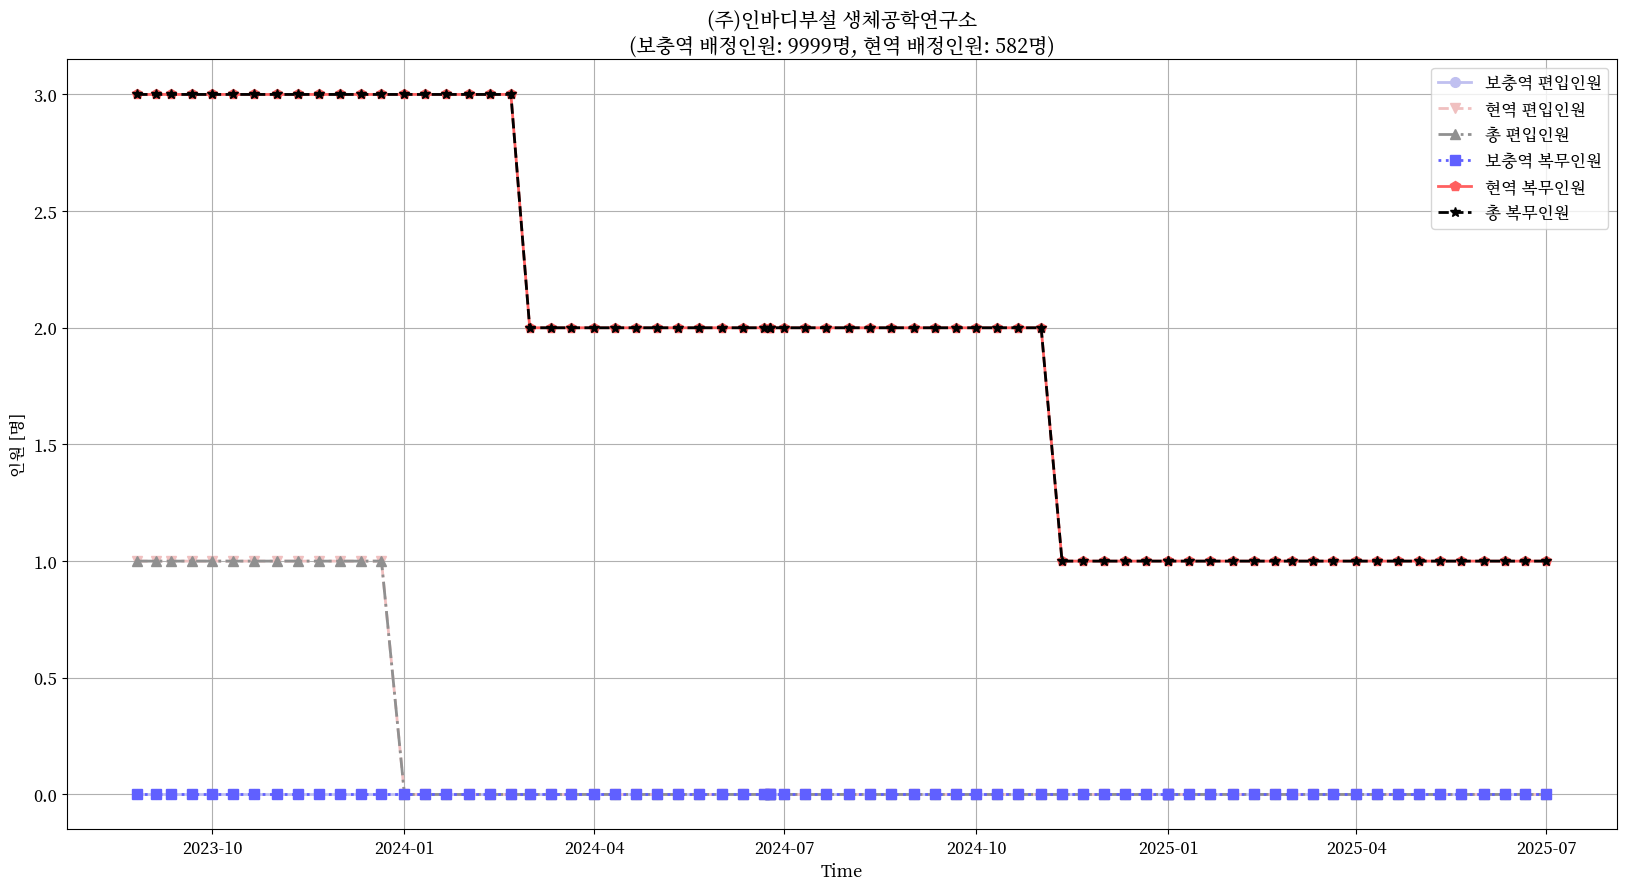 (주)인바디부설 생체공학연구소
(보충역 배정인원: 9999명, 현역 배정인원: 582명)
보충역 편입인원
현역 편입인원
총 편입인원
보충역 복무인원
현역 복무인원
총 복무인원
인원 [명]
3.0
2.5
2.0
1.5
1.0
0.5
0.0
2023-10
2024-01
2024-04
2024-07
2024-10
2025-01
2025-04
2025-07
Time